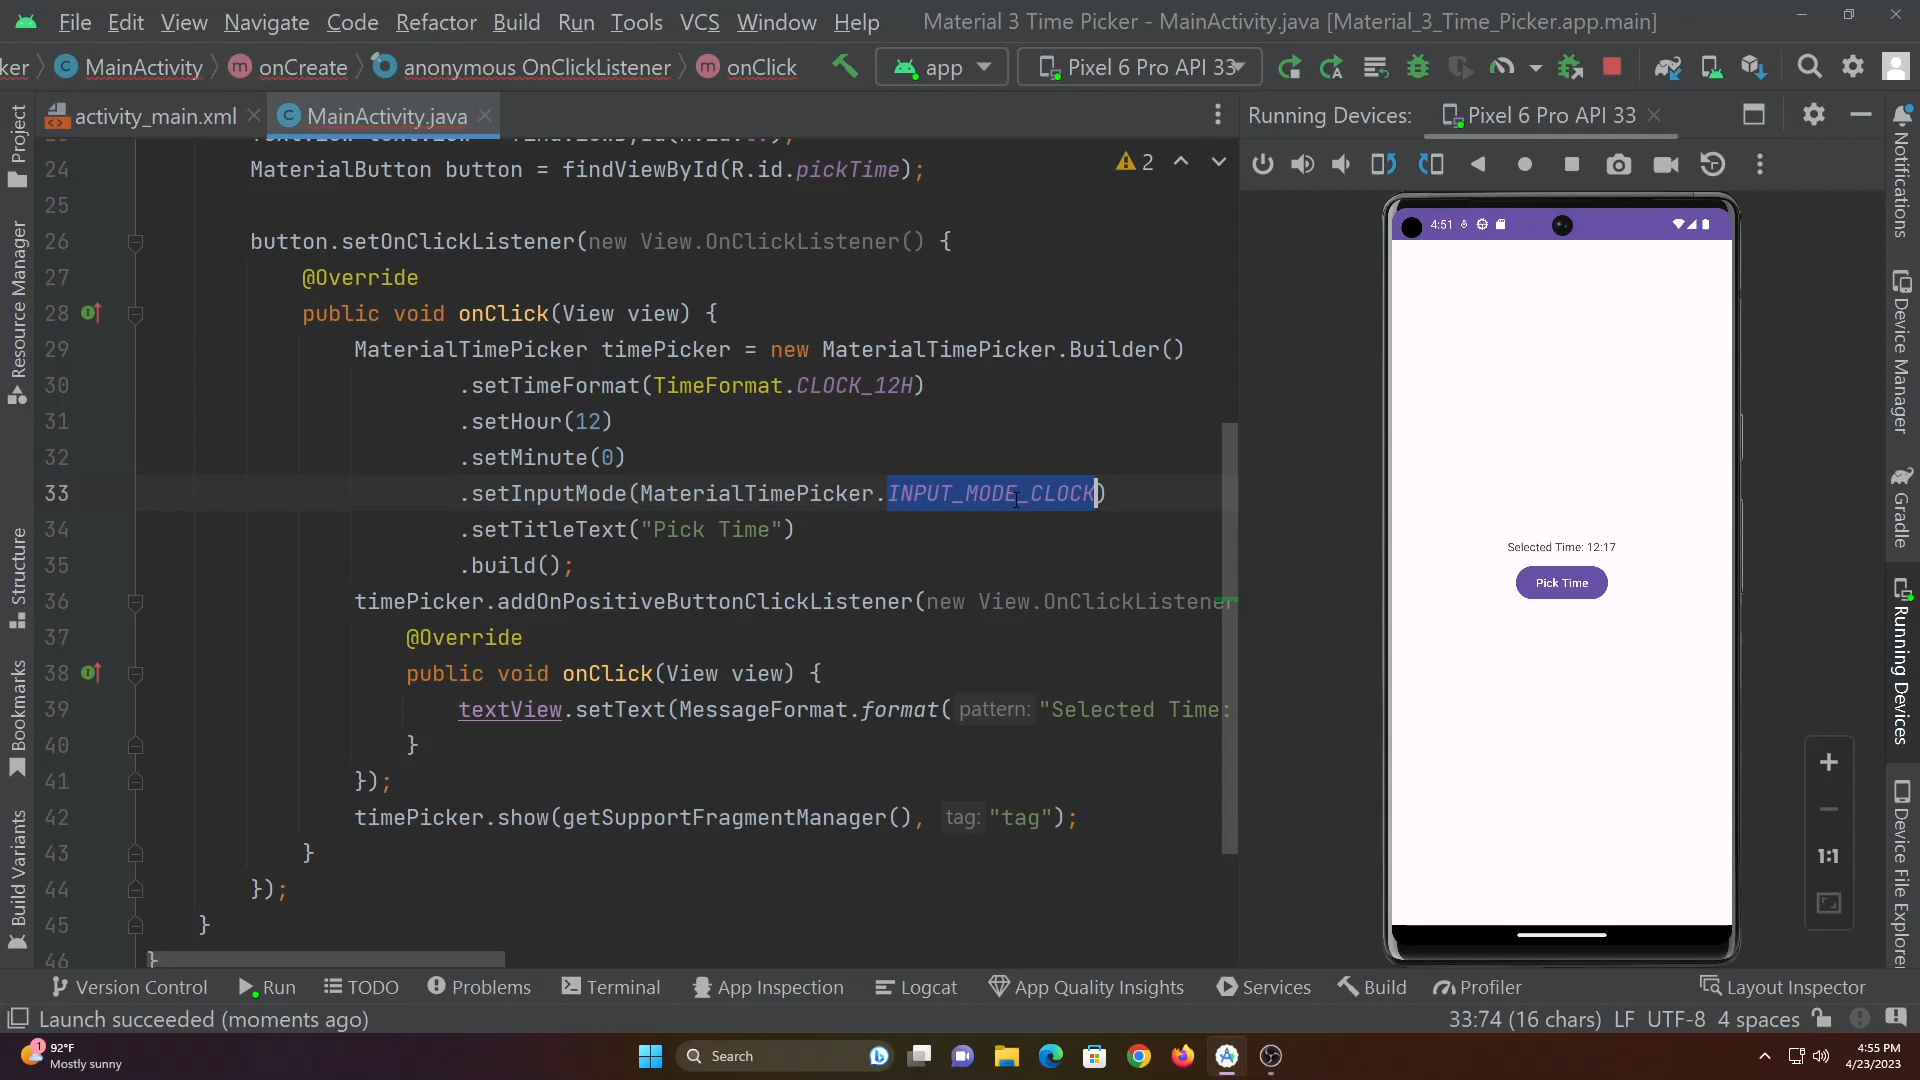 File Edit View Navigate Code Refactor Build Run Tools VCS Window Help Material 3 Time Picker - MainActivity.java [Material_3_Time_Picker.app.main]
ker MainActivity onCreate anonymous OnClickListener onClick app Pixel 6 Pro API 33
activity_main.xml MainActivity.java Running Devices: Pixel 6 Pro API 33
24 MaterialButton button = findViewById(R.id.pickTime); 2
25
26 button.setOnClickListener(new View.OnClickListener() {
27 @Override
28 public void onClick(View view) {
29 MaterialTimePicker timePicker = new MaterialTimePicker.Builder()
30 .setTimeFormat(TimeFormat.CLOCK_12H)
31 .setHour(12)
32 .setMinute(0)
33 .setInputMode(MaterialTimePicker.INPUT_MODE_CLOCK)
34 .setTitleText("Pick Time")
35 .build();
36 timePicker.addOnPositiveButtonClickListener(new View.OnClickListener
37 @Override
38 public void onClick(View view) {
39 textView.setText(MessageFormat.format( pattern: "Selected Time:
40 }
41 });
42 timePicker.show(getSupportFragmentManager(), tag: "tag");
43 }
44 });
45 }
46 }
4:51
Selected Time: 12:17
Pick Time
1:1
Project
Resource Manager
Structure
Bookmarks
Build Variants
Notifications
Device Manager
Gradle
Running Devices
Device File Explorer
Version Control Run TODO Problems Terminal App Inspection Logcat App Quality Insights Services Build Profiler Layout Inspector
Launch succeeded (moments ago) 33:74 (16 chars) LF UTF-8 4 spaces
1 92°F
Mostly sunny
Search
4:55 PM
4/23/2023